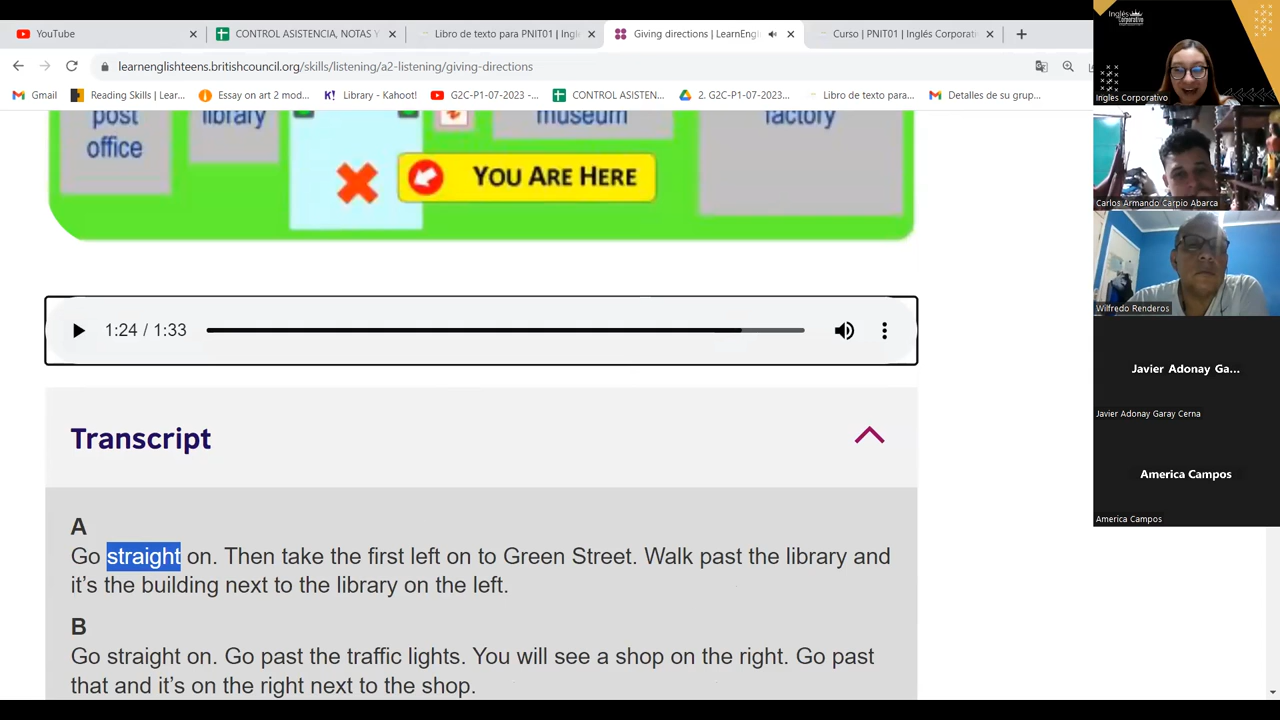 YouTube
CONTROL ASISTENCIA, NOTAS Y
Libro de texto para PNIT01 | Inglé
Giving directions | LearnEngli
Curso | PNIT01 | Inglés Corporati
learnenglishteens.britishcouncil.org/skills/listening/a2-listening/giving-directions
Gmail
Reading Skills | Lear...
Essay on art 2 mod...
Library - Kahoot
G2C-P1-07-2023 -...
CONTROL ASISTEN...
2. G2C-P1-07-2023...
Libro de texto para...
Detalles de su grup...
post office
library
museum
factory
YOU ARE HERE
1:24 / 1:33
Transcript
A
Go straight on. Then take the first left on to Green Street. Walk past the library and
it's the building next to the library on the left.
B
Go straight on. Go past the traffic lights. You will see a shop on the right. Go past
that and it's on the right next to the shop.
Inglés
Corporativo
Ingles Corporativo
Carlos Armando Carpio Abarca
Wilfredo Renderos
Javier Adonay Ga...
Javier Adonay Garay Cerna
America Campos
America Campos